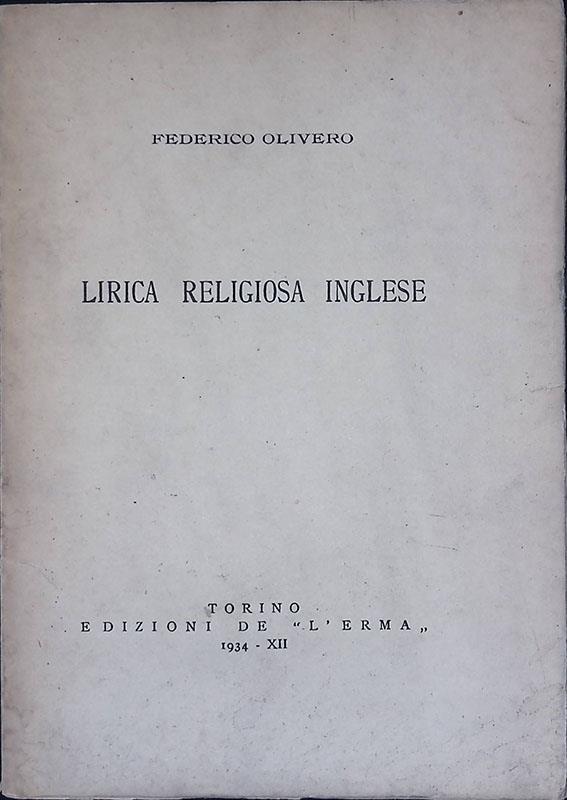 FEDERICO OLIVERO
LIRICA RELIGIOSA INGLESE
TORINO
EDIZIONI DE “L'ERMA„
1934 - XII